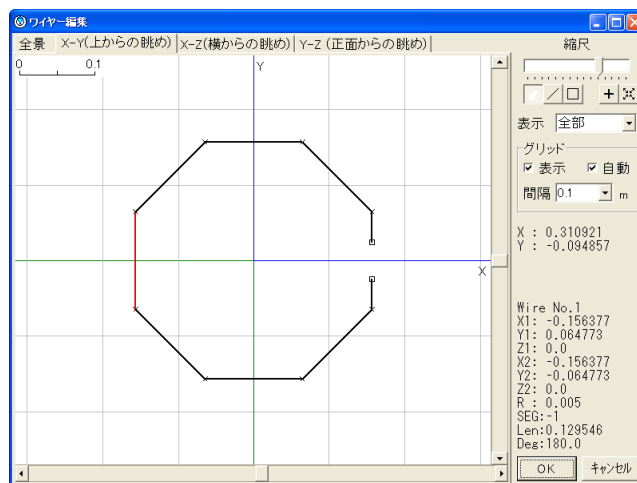 ワイヤー編集
全景 X-Y(上からの眺め) X-Z(横からの眺め) Y-Z (正面からの眺め)
縮尺
0 0.1
Y
X
表示 全部
グリッド
表示 自動
間隔 0.1 m
X : 0.310921
Y : -0.094857
Wire No.1
X1: -0.156377
Y1: 0.064773
Z1: 0.0
X2: -0.156377
Y2: -0.064773
Z2: 0.0
R : 0.005
SEG:-1
Len:0.129546
Deg:180.0
OK キャンセル